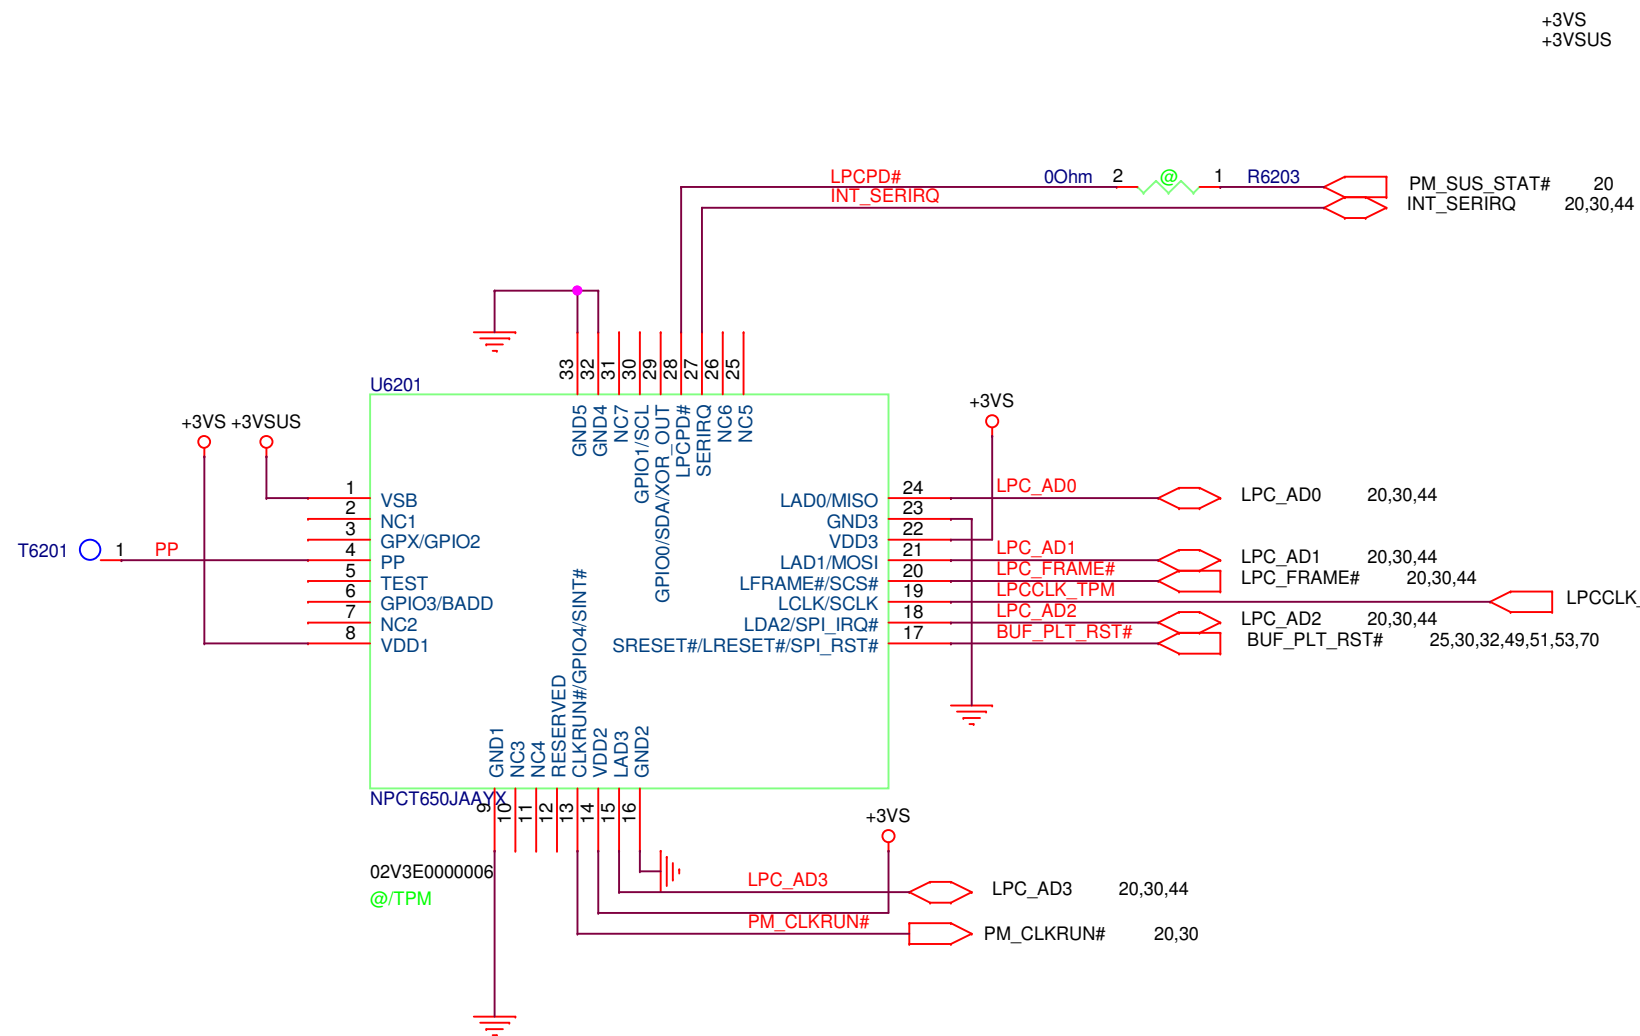 +3VS
+3VSUS
LPCPD# 0Ohm 2 @ 1 R6203 PM_SUS_STAT# 20
INT_SERIRQ INT_SERIRQ 20,30,44
33 32 31 30 29 28 27 26 25
U6201
GND5 GND4 NC7 GPIO1/SCL GPIO0/SDA/XOR_OUT LPCPD# SERIRQ NC6 NC5
+3VS +3VSUS
+3VS
1 VSB
2 NC1
3 GPX/GPIO2
T6201 1 PP 4 PP
5 TEST
6 GPIO3/BADD
7 NC2
8 VDD1
LAD0/MISO 24 LPC_AD0 LPC_AD0 20,30,44
GND3 23
VDD3 22
LAD1/MOSI 21 LPC_AD1 LPC_AD1 20,30,44
LFRAME#/SCS# 20 LPC_FRAME# LPC_FRAME# 20,30,44
LCLK/SCLK 19 LPCCLK_TPM LPCCLK_
LDA2/SPI_IRQ# 18 LPC_AD2 LPC_AD2 20,30,44
SRESET#/LRESET#/SPI_RST# 17 BUF_PLT_RST# BUF_PLT_RST# 25,30,32,49,51,53,70
GND1 NC3 NC4 RESERVED CLKRUN#/GPIO4/SINT# VDD2 LAD3 GND2
NPCT650JAAYX
9 10 11 12 13 14 15 16
+3VS
02V3E0000006
@/TPM
LPC_AD3 LPC_AD3 20,30,44
PM_CLKRUN# PM_CLKRUN# 20,30